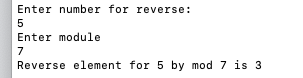 Enter number for reverse:
5
Enter module
7
Reverse element for 5 by mod 7 is 3